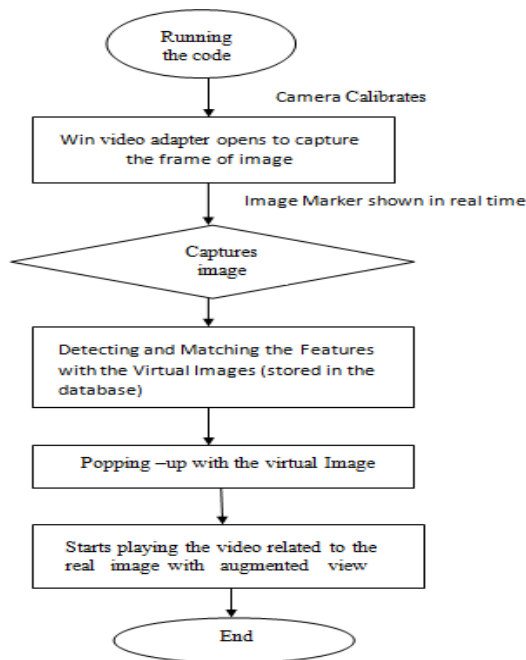 Running
the code
Camera Calibrates
Win video adapter opens to capture
the frame of image
Image Marker shown in real time
Captures
image
Detecting and Matching the Features
with the Virtual Images (stored in the
database)
Popping –up with the virtual Image
Starts playing the video related to the
real image with augmented view
End